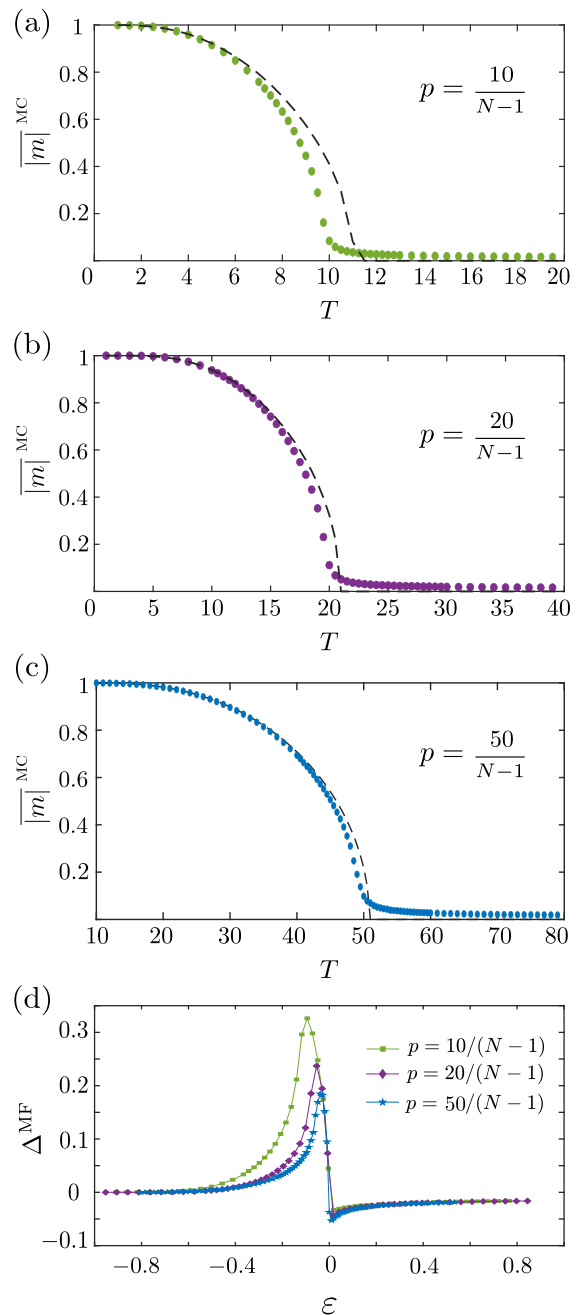 (a)
1
0.8
0.6
0.4
0.2
|m|^MC
p = 10/(N−1)
0 2 4 6 8 10 12 14 16 18 20
T
(b)
1
0.8
0.6
0.4
0.2
|m|^MC
p = 20/(N−1)
0 5 10 15 20 25 30 35 40
T
(c)
1
0.8
0.6
0.4
0.2
|m|^MC
p = 50/(N−1)
10 20 30 40 50 60 70 80
T
(d)
0.3
0.2
0.1
0
−0.1
Δ^MF
p = 10/(N − 1)
p = 20/(N − 1)
p = 50/(N − 1)
−0.8 −0.4 0 0.4 0.8
ε